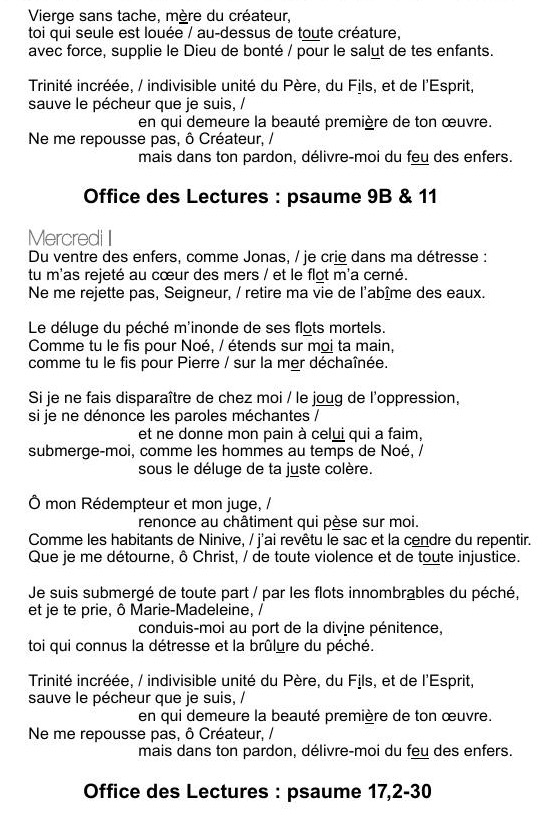 Vierge sans tache, mère du créateur,
toi qui seule est louée / au-dessus de toute créature,
avec force, supplie le Dieu de bonté / pour le salut de tes enfants.
Trinité incréée, / indivisible unité du Père, du Fils, et de l’Esprit,
sauve le pécheur que je suis, /
en qui demeure la beauté première de ton œuvre.
Ne me repousse pas, ô Créateur, /
mais dans ton pardon, délivre-moi du feu des enfers.
Office des Lectures : psaume 9B & 11
Mercredi I
Du ventre des enfers, comme Jonas, / je crie dans ma détresse :
tu m’as rejeté au cœur des mers / et le flot m’a cerné.
Ne me rejette pas, Seigneur, / retire ma vie de l’abîme des eaux.
Le déluge du péché m’inonde de ses flots mortels.
Comme tu le fis pour Noé, / étends sur moi ta main,
comme tu le fis pour Pierre / sur la mer déchaînée.
Si je ne fais disparaître de chez moi / le joug de l’oppression,
si je ne dénonce les paroles méchantes /
et ne donne mon pain à celui qui a faim,
submerge-moi, comme les hommes au temps de Noé, /
sous le déluge de ta juste colère.
Ô mon Rédempteur et mon juge, /
renonce au châtiment qui pèse sur moi.
Comme les habitants de Ninive, / j’ai revêtu le sac et la cendre du repentir.
Que je me détourne, ô Christ, / de toute violence et de toute injustice.
Je suis submergé de toute part / par les flots innombrables du péché,
et je te prie, ô Marie-Madeleine, /
conduis-moi au port de la divine pénitence,
toi qui connus la détresse et la brûlure du péché.
Trinité incréée, / indivisible unité du Père, du Fils, et de l’Esprit,
sauve le pécheur que je suis, /
en qui demeure la beauté première de ton œuvre.
Ne me repousse pas, ô Créateur, /
mais dans ton pardon, délivre-moi du feu des enfers.
Office des Lectures : psaume 17,2-30